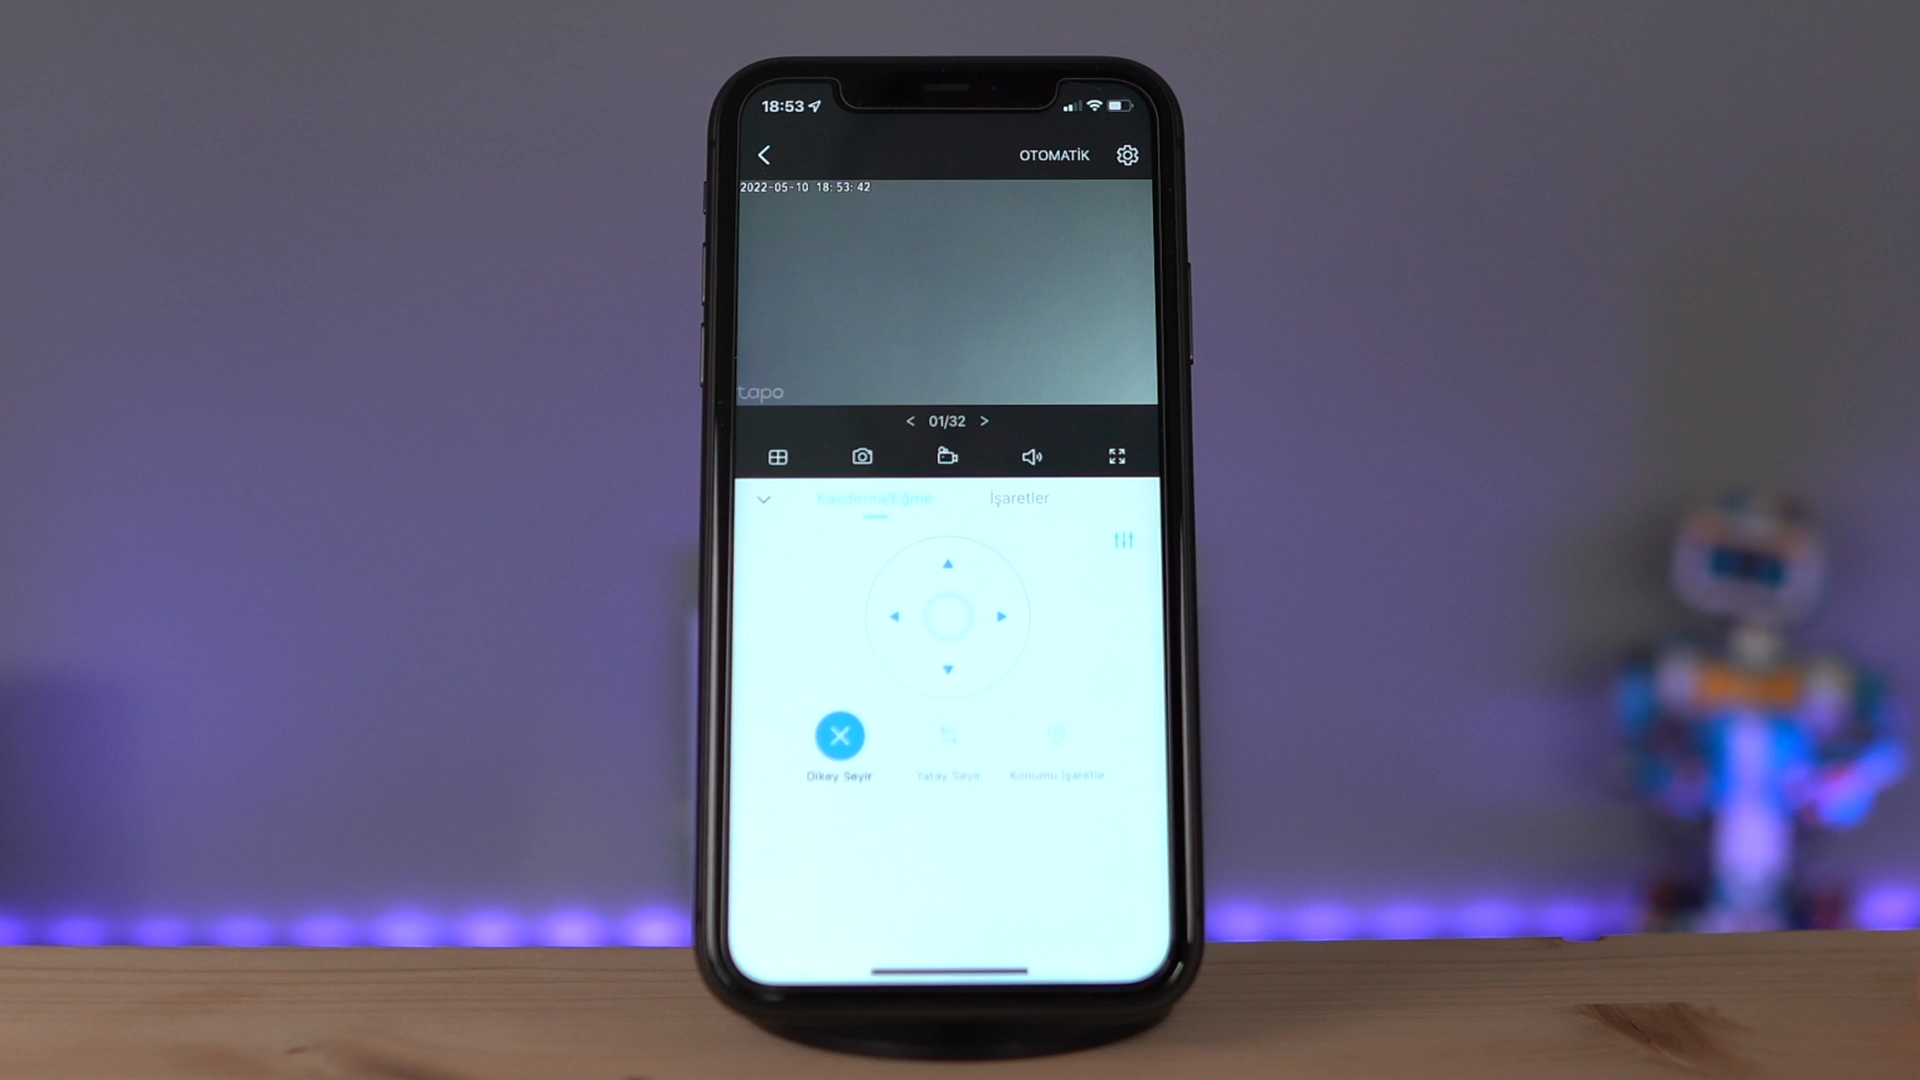 18:53
OTOMATİK
2022-05-10 18:53:42
tapo
< 01/32 >
Kaydırma/Eğme İşaretler
Dikey Seyir Yatay Seyir Konumu İşaretle